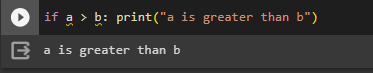 if a > b: print("a is greater than b")
a is greater than b